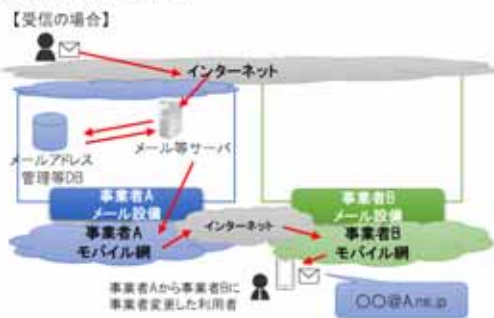 【受信の場合】
インターネット
メール等サーバ
メールアドレス
管理等DB
事業者A
メール設備
事業者B
メール設備
事業者A
モバイル網
インターネット
事業者B
モバイル網
事業者Aから事業者Bに
事業者変更した利用者
〇〇@A.ne.jp